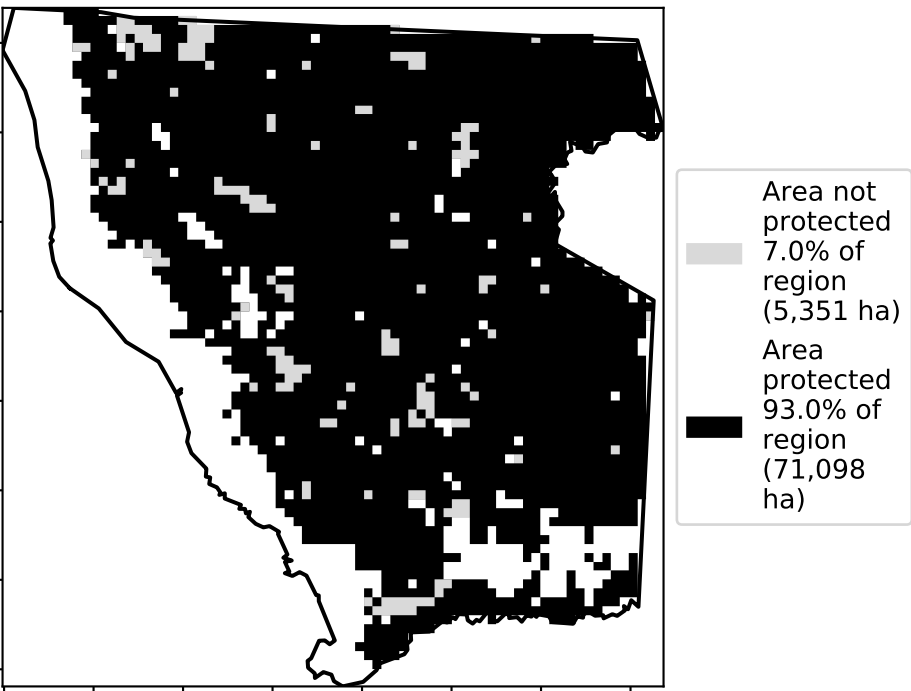 Area not
protected
7.0% of
region
(5,351 ha)
Area
protected
93.0% of
region
(71,098
ha)